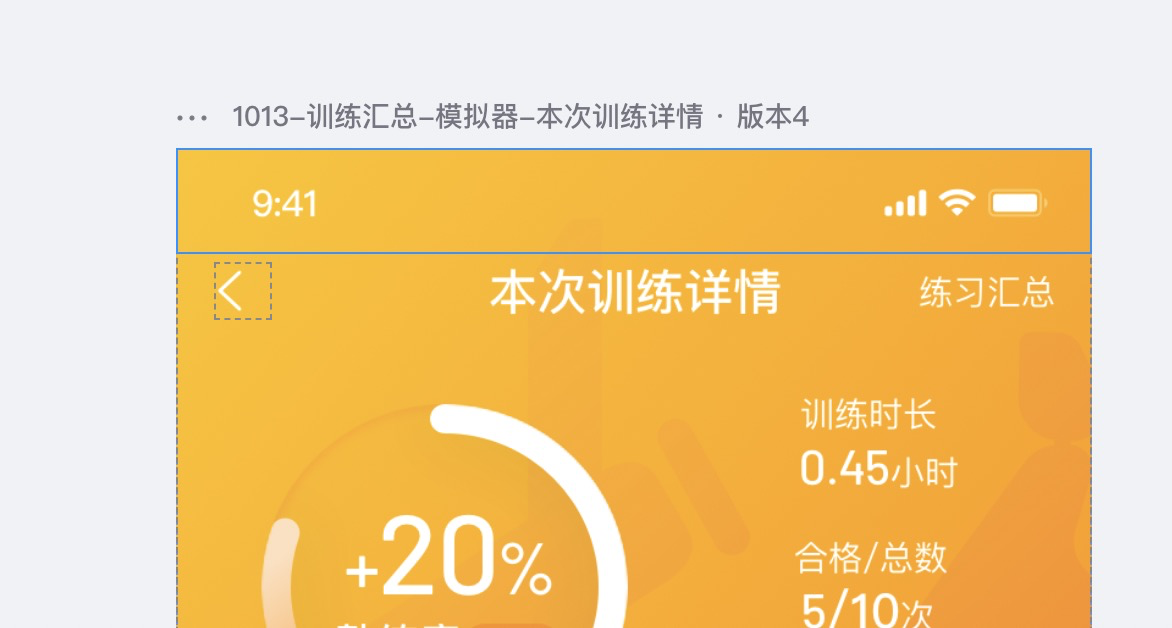 ··· 1013-训练汇总-模拟器-本次训练详情 · 版本4
9:41
本次训练详情
练习汇总
训练时长
0.45小时
+20%
合格/总数
5/10次